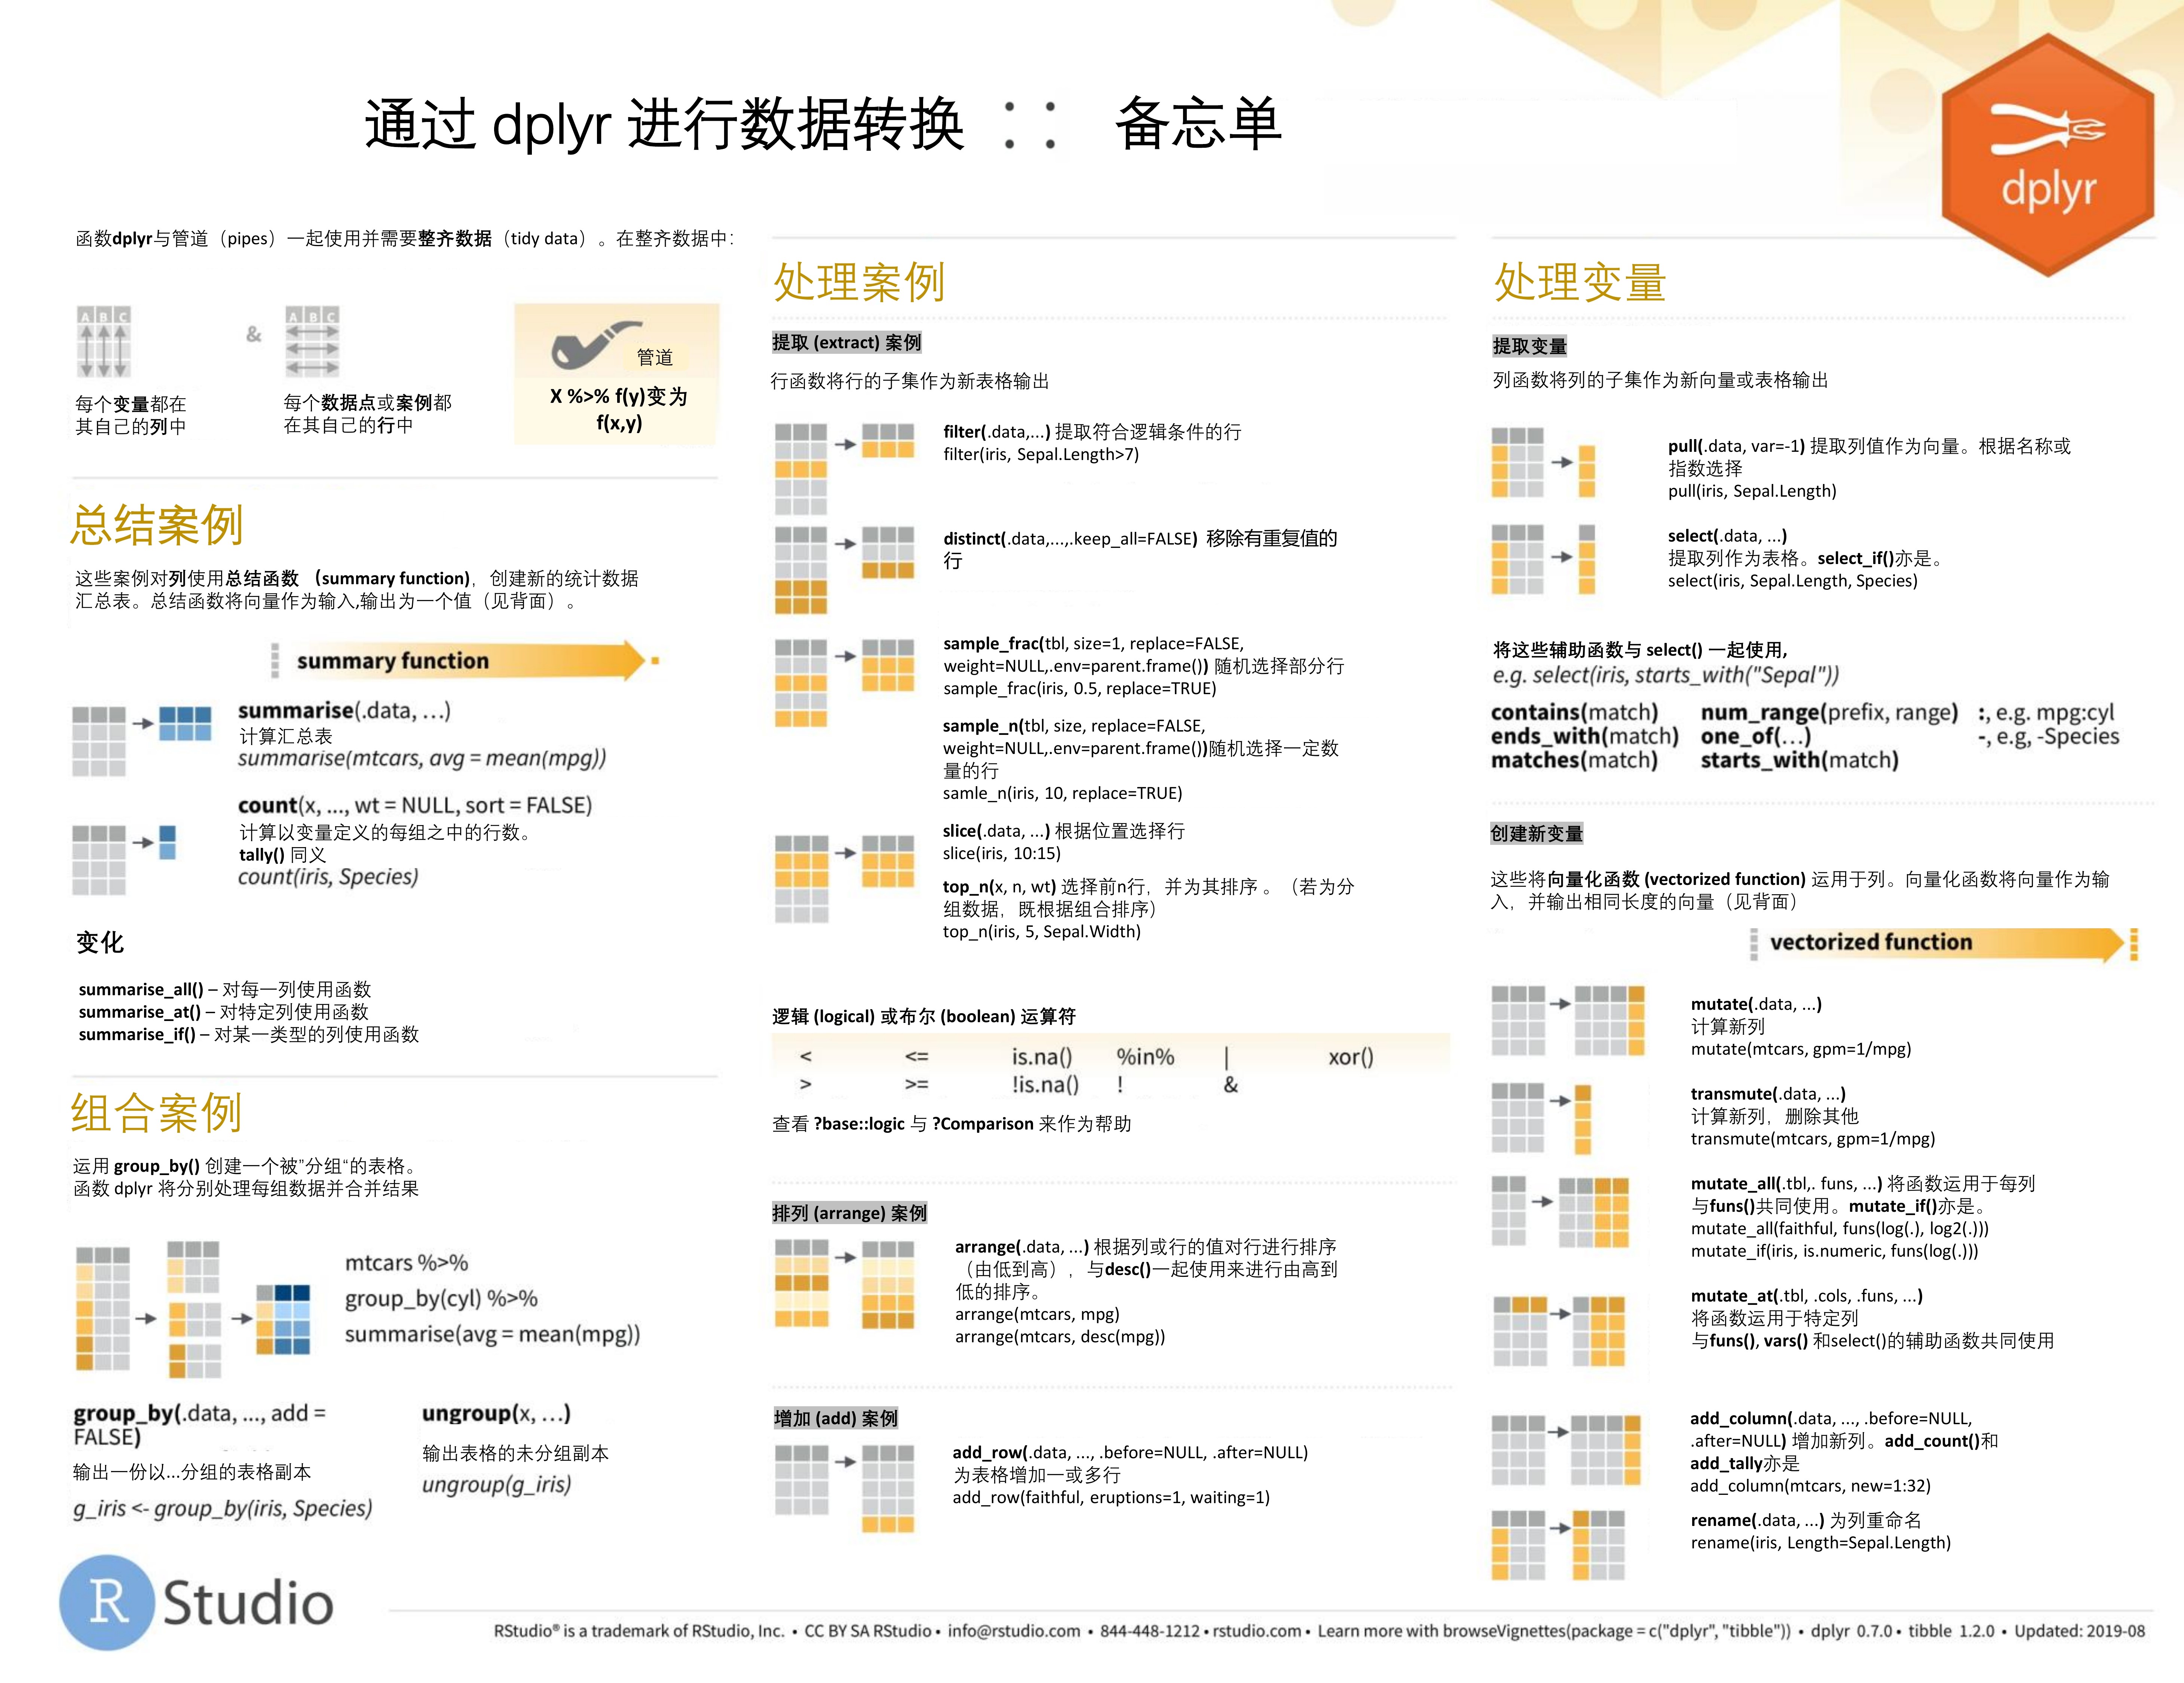 通过 dplyr 进行数据转换 :: 备忘单
dplyr
函数dplyr与管道（pipes）一起使用并需要整齐数据（tidy data）。在整齐数据中:
A B C
&
A B C
每个变量都在
其自己的列中
每个数据点或案例都
在其自己的行中
管道
X %>% f(y)变为
f(x,y)
总结案例
这些案例对列使用总结函数 （summary function)，创建新的统计数据
汇总表。总结函数将向量作为输入,输出为一个值（见背面）。
summary function
summarise(.data, …)
计算汇总表
summarise(mtcars, avg = mean(mpg))
count(x, ..., wt = NULL, sort = FALSE)
计算以变量定义的每组之中的行数。
tally() 同义
count(iris, Species)
变化
summarise_all() – 对每一列使用函数
summarise_at() – 对特定列使用函数
summarise_if() – 对某一类型的列使用函数
组合案例
运用 group_by() 创建一个被”分组“的表格。
函数 dplyr 将分别处理每组数据并合并结果
mtcars %>%
group_by(cyl) %>%
summarise(avg = mean(mpg))
group_by(.data, ..., add =
FALSE)
输出一份以...分组的表格副本
g_iris <- group_by(iris, Species)
ungroup(x, …)
输出表格的未分组副本
ungroup(g_iris)
处理案例
提取 (extract) 案例
行函数将行的子集作为新表格输出
filter(.data,...) 提取符合逻辑条件的行
filter(iris, Sepal.Length>7)
distinct(.data,...,.keep_all=FALSE) 移除有重复值的
行
sample_frac(tbl, size=1, replace=FALSE,
weight=NULL,.env=parent.frame()) 随机选择部分行
sample_frac(iris, 0.5, replace=TRUE)
sample_n(tbl, size, replace=FALSE,
weight=NULL,.env=parent.frame())随机选择一定数
量的行
samle_n(iris, 10, replace=TRUE)
slice(.data, ...) 根据位置选择行
slice(iris, 10:15)
top_n(x, n, wt) 选择前n行，并为其排序 。（若为分
组数据，既根据组合排序）
top_n(iris, 5, Sepal.Width)
逻辑 (logical) 或布尔 (boolean) 运算符
< <= is.na() %in% | xor()
> >= !is.na() ! &
查看 ?base::logic 与 ?Comparison 来作为帮助
排列 (arrange) 案例
arrange(.data, ...) 根据列或行的值对行进行排序
（由低到高），与desc()一起使用来进行由高到
低的排序。
arrange(mtcars, mpg)
arrange(mtcars, desc(mpg))
增加 (add) 案例
add_row(.data, ..., .before=NULL, .after=NULL)
为表格增加一或多行
add_row(faithful, eruptions=1, waiting=1)
处理变量
提取变量
列函数将列的子集作为新向量或表格输出
pull(.data, var=-1) 提取列值作为向量。根据名称或
指数选择
pull(iris, Sepal.Length)
select(.data, ...)
提取列作为表格。select_if()亦是。
select(iris, Sepal.Length, Species)
将这些辅助函数与 select() 一起使用,
e.g. select(iris, starts_with("Sepal"))
contains(match) num_range(prefix, range) :, e.g. mpg:cyl
ends_with(match) one_of(…) -, e.g, -Species
matches(match) starts_with(match)
创建新变量
这些将向量化函数 (vectorized function) 运用于列。向量化函数将向量作为输
入，并输出相同长度的向量（见背面）
vectorized function
mutate(.data, ...)
计算新列
mutate(mtcars, gpm=1/mpg)
transmute(.data, ...)
计算新列，删除其他
transmute(mtcars, gpm=1/mpg)
mutate_all(.tbl,. funs, ...) 将函数运用于每列
与funs()共同使用。mutate_if()亦是。
mutate_all(faithful, funs(log(.), log2(.)))
mutate_if(iris, is.numeric, funs(log(.)))
mutate_at(.tbl, .cols, .funs, ...)
将函数运用于特定列
与funs(), vars() 和select()的辅助函数共同使用
add_column(.data, ..., .before=NULL,
.after=NULL) 增加新列。add_count()和
add_tally亦是
add_column(mtcars, new=1:32)
rename(.data, ...) 为列重命名
rename(iris, Length=Sepal.Length)
R Studio
RStudio® is a trademark of RStudio, Inc. • CC BY SA RStudio • info@rstudio.com • 844-448-1212 • rstudio.com • Learn more with browseVignettes(package = c("dplyr", "tibble")) • dplyr 0.7.0 • tibble 1.2.0 • Updated: 2019-08